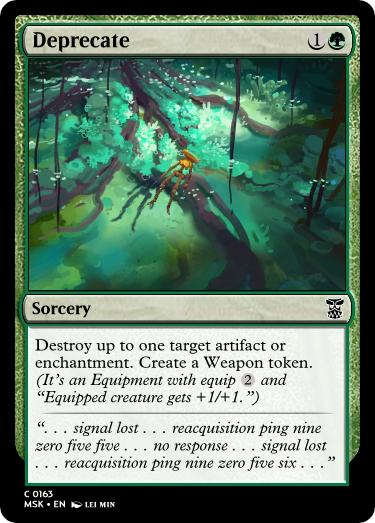 Deprecate 1
Sorcery
Destroy up to one target artifact or
enchantment. Create a Weapon token.
(It's an Equipment with equip 2 and
“Equipped creature gets +1/+1.”)
“. . . signal lost . . . reacquisition ping nine
zero five five . . . no response . . . signal lost
. . . reacquisition ping nine zero five six . . .”
C 0163
MSK • EN LEI MIN